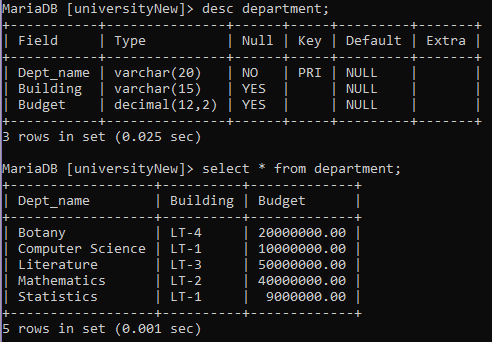 MariaDB [universityNew]> desc department;
+-----------+---------------+------+-----+---------+-------+
| Field     | Type          | Null | Key | Default | Extra |
+-----------+---------------+------+-----+---------+-------+
| Dept_name | varchar(20)   | NO   | PRI | NULL    |       |
| Building  | varchar(15)   | YES  |     | NULL    |       |
| Budget    | decimal(12,2) | YES  |     | NULL    |       |
+-----------+---------------+------+-----+---------+-------+
3 rows in set (0.025 sec)
MariaDB [universityNew]> select * from department;
+------------------+----------+-------------+
| Dept_name        | Building | Budget      |
+------------------+----------+-------------+
| Botany           | LT-4     | 20000000.00 |
| Computer Science | LT-1     | 10000000.00 |
| Literature       | LT-3     | 50000000.00 |
| Mathematics      | LT-2     | 40000000.00 |
| Statistics       | LT-1     |  9000000.00 |
+------------------+----------+-------------+
5 rows in set (0.001 sec)